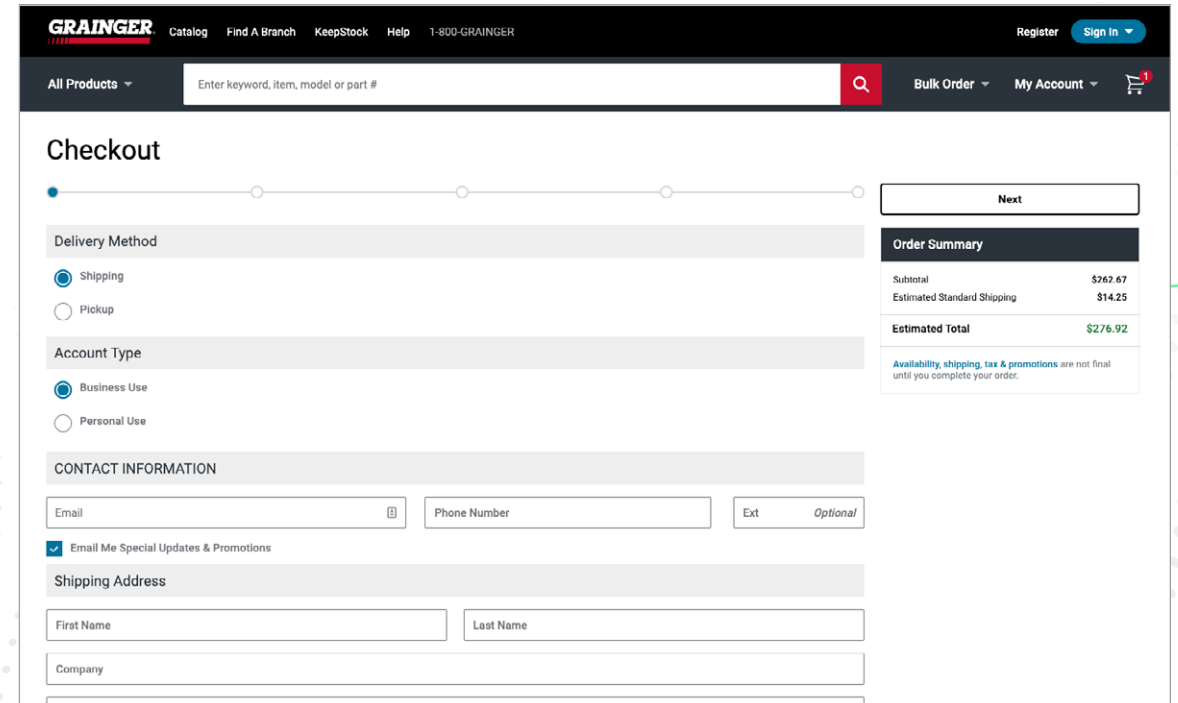 GRAINGER. Catalog Find A Branch KeepStock Help 1-800-GRAINGER Register Sign In
All Products Enter keyword, item, model or part # Bulk Order My Account 1
Checkout
Next
Delivery Method
Shipping
Pickup
Account Type
Business Use
Personal Use
CONTACT INFORMATION
Email Phone Number Ext Optional
Email Me Special Updates & Promotions
Shipping Address
First Name Last Name
Company
Order Summary
Subtotal $262.67
Estimated Standard Shipping $14.25
Estimated Total $276.92
Availability, shipping, tax & promotions are not final
until you complete your order.